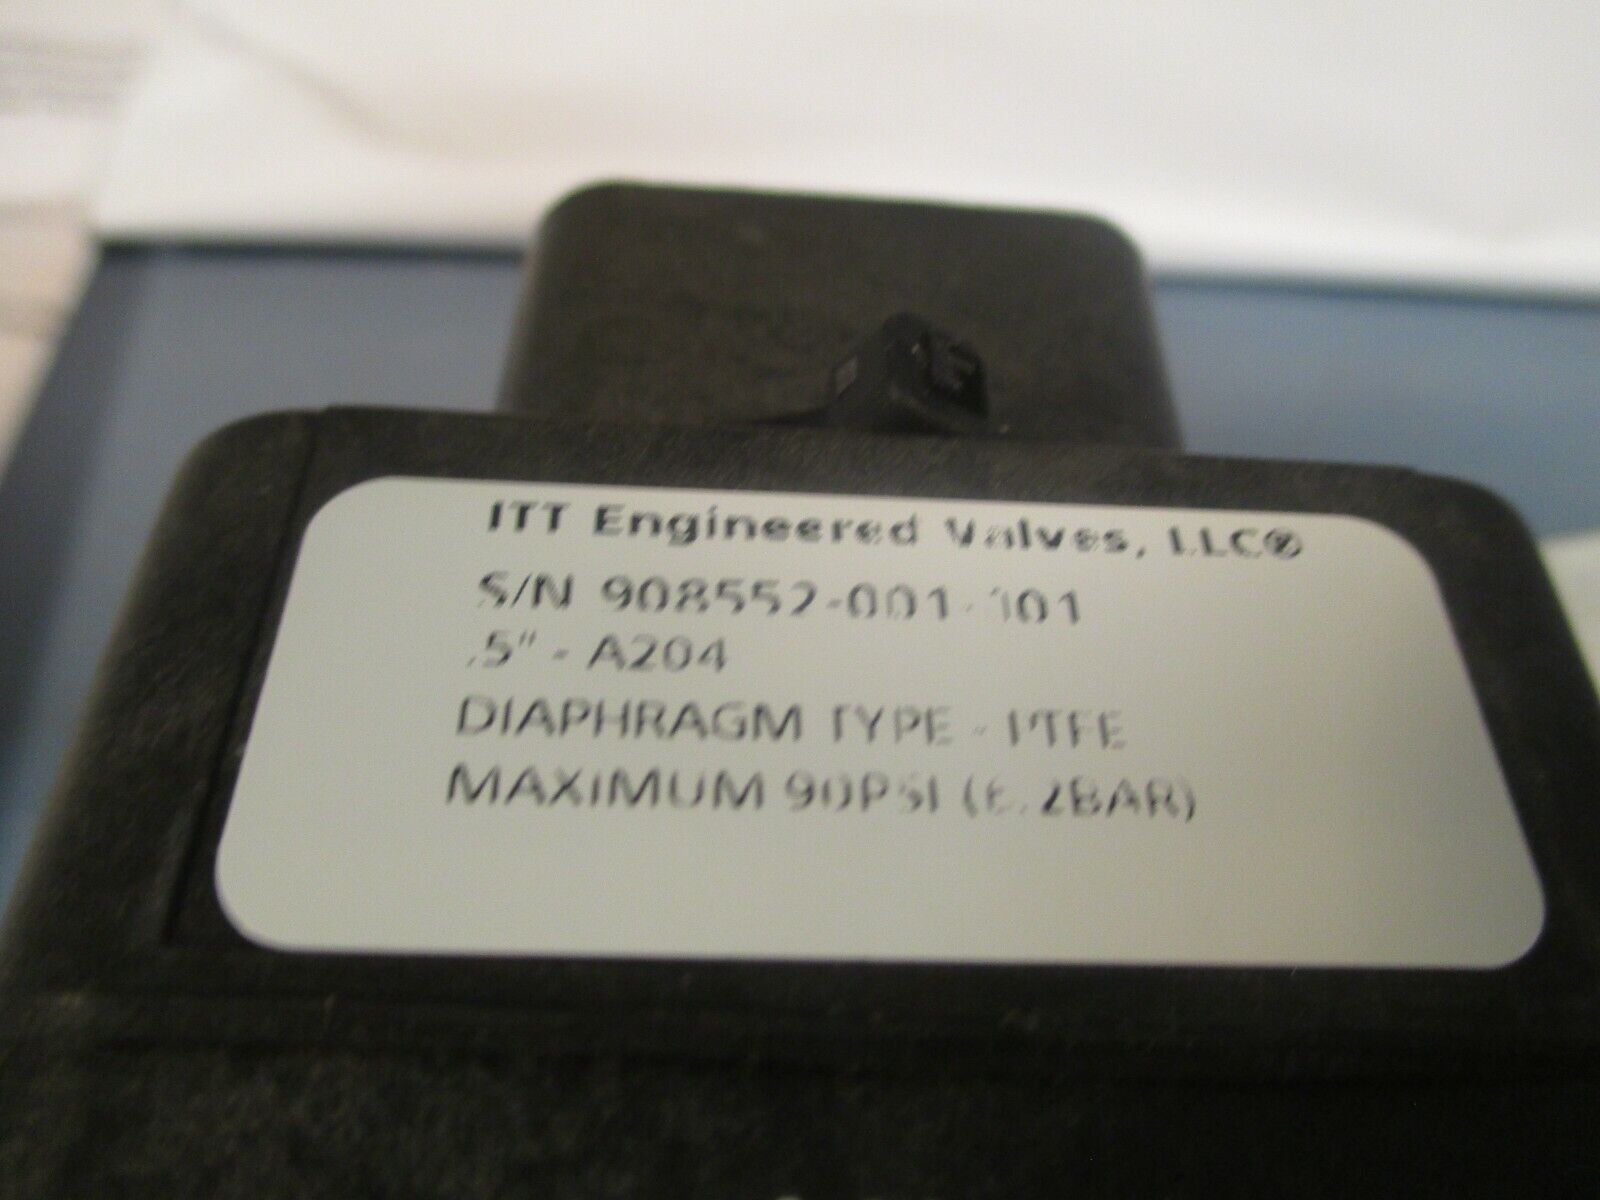 ITT Engineered Valves, LLC®
S/N 908552-001-101
.5" - A204
DIAPHRAGM TYPE - PTFE
MAXIMUM 90PSI (6.2BAR)